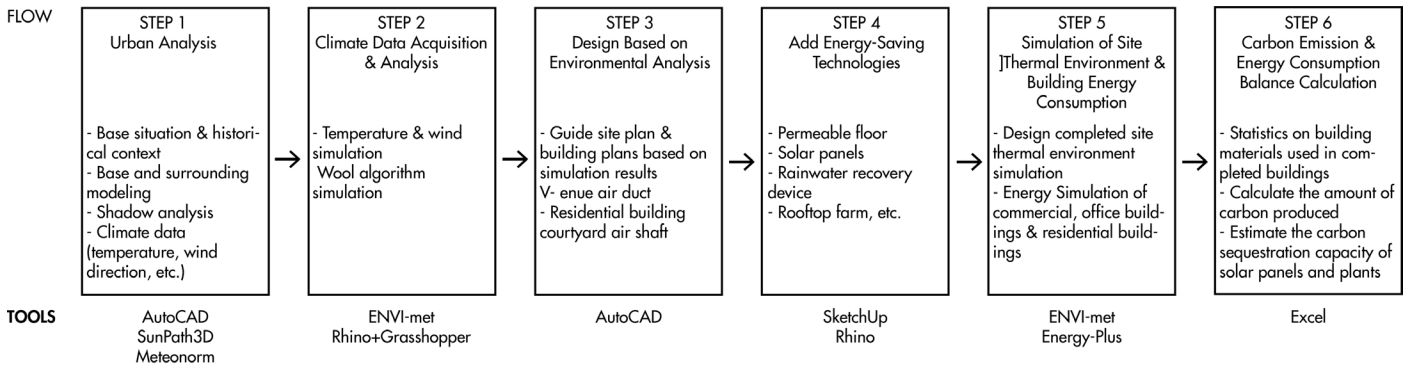 FLOW
STEP 1
Urban Analysis
- Base situation & histori-
cal context
- Base and surrounding
modeling
- Shadow analysis
- Climate data
(temperature, wind
direction, etc.)
STEP 2
Climate Data Acquisition
& Analysis
- Temperature & wind
simulation
Wool algorithm
simulation
STEP 3
Design Based on
Environmental Analysis
- Guide site plan &
building plans based on
simulation results
V- enue air duct
- Residential building
courtyard air shaft
STEP 4
Add Energy-Saving
Technologies
- Permeable floor
- Solar panels
- Rainwater recovery
device
- Rooftop farm, etc.
STEP 5
Simulation of Site
]Thermal Environment &
Building Energy
Consumption
- Design completed site
thermal environment
simulation
- Energy Simulation of
commercial, office build-
ings & residential build-
ings
STEP 6
Carbon Emission &
Energy Consumption
Balance Calculation
- Statistics on building
materials used in com-
pleted buildings
- Calculate the amount of
carbon produced
- Estimate the carbon
sequestration capacity of
solar panels and plants
TOOLS
AutoCAD
SunPath3D
Meteonorm
ENVI-met
Rhino+Grasshopper
AutoCAD
SketchUp
Rhino
ENVI-met
Energy-Plus
Excel